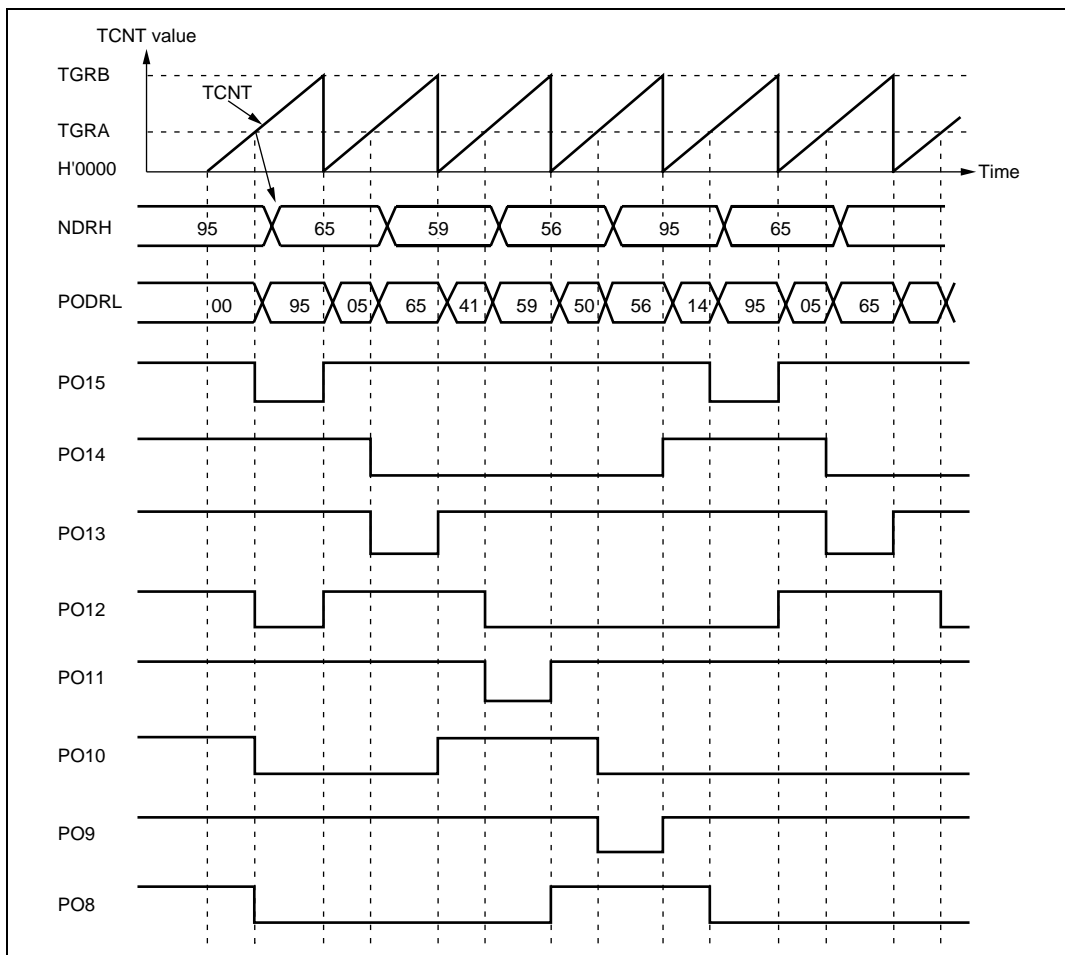 TCNT value
TGRB
TCNT
TGRA
H'0000
Time
NDRH 95 65 59 56 95 65
PODRL 00 95 05 65 41 59 50 56 14 95 05 65
PO15
PO14
PO13
PO12
PO11
PO10
PO9
PO8